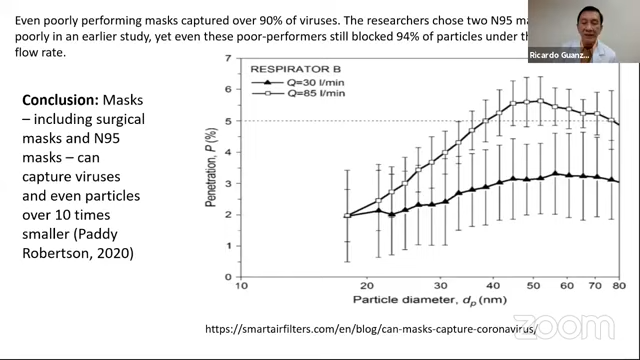 Even poorly performing masks captured over 90% of viruses. The researchers chose two N95
poorly in an earlier study, yet even these poor-performers still blocked 94% of particles under
flow rate.
Ricardo Guanz...
Conclusion: Masks
– including surgical
masks and N95
masks – can
capture viruses
and even particles
over 10 times
smaller (Paddy
Robertson, 2020)
RESPIRATOR B
Q=30 l/min
Q=85 l/min
Penetration, P (%)
7
6
5
4
3
2
1
0
10 20 30 40 50 60 70 80
Particle diameter, dp (nm)
https://smartairfilters.com/en/blog/can-masks-capture-coronavirus/
zoom